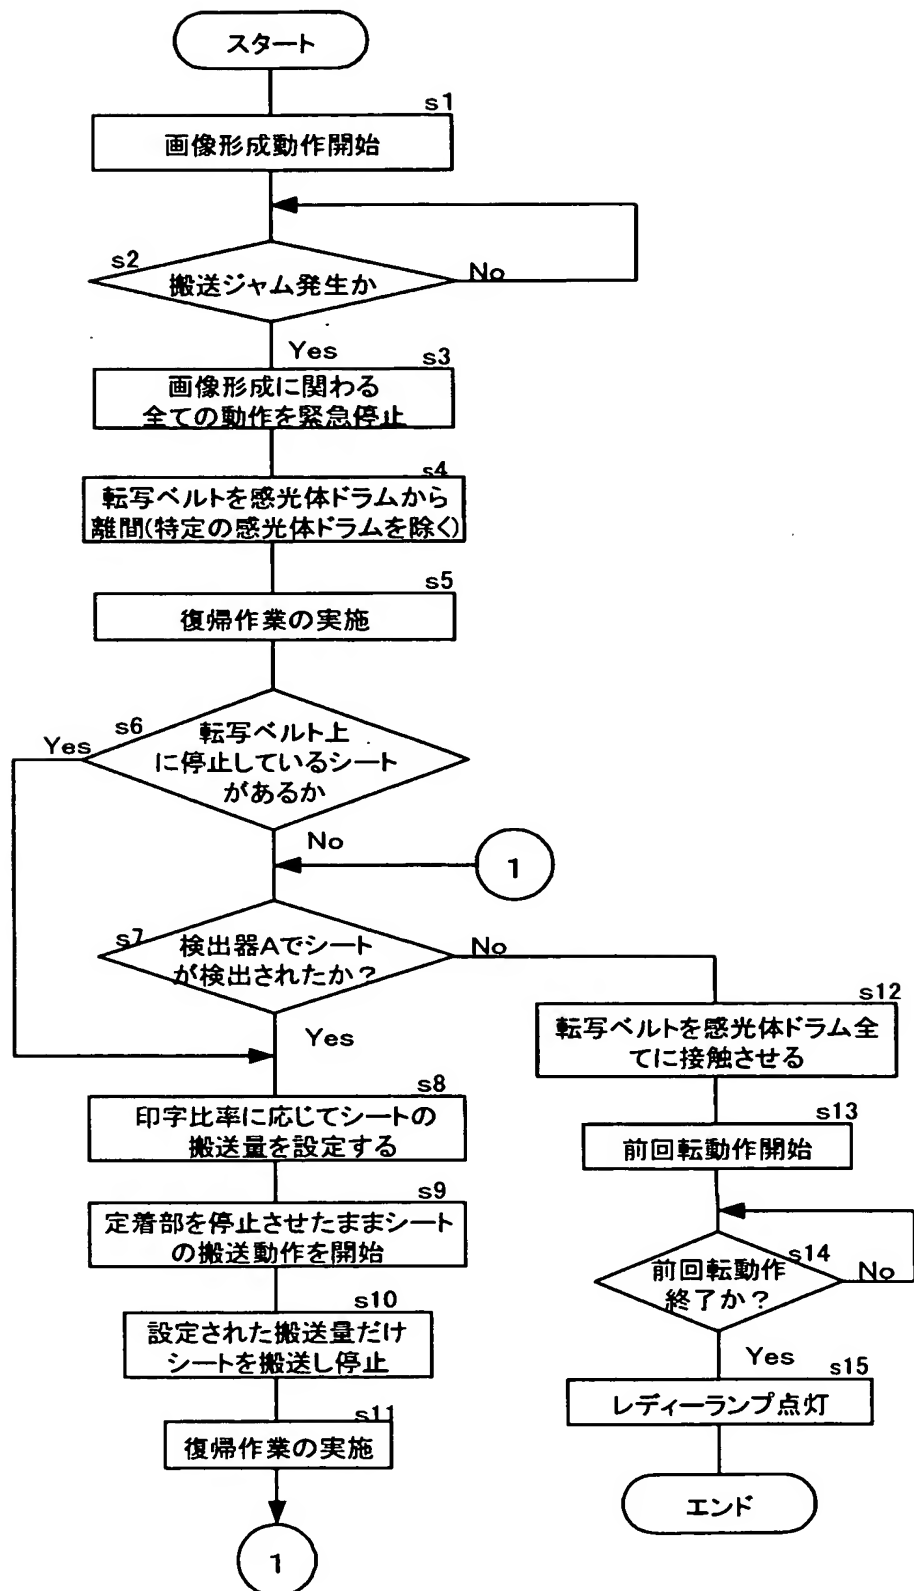 スタート
s1
画像形成動作開始
s2
搬送ジャム発生か
No
Yes
s3
画像形成に関わる
全ての動作を緊急停止
s4
転写ベルトを感光体ドラムから
離間(特定の感光体ドラムを除く)
s5
復帰作業の実施
s6
転写ベルト上
に停止しているシート
があるか
Yes
No
1
s7
検出器Aでシート
が検出されたか？
No
Yes
s8
印字比率に応じてシートの
搬送量を設定する
s9
定着部を停止させたままシート
の搬送動作を開始
s10
設定された搬送量だけ
シートを搬送し停止
s11
復帰作業の実施
1
s12
転写ベルトを感光体ドラム全
てに接触させる
s13
前回転動作開始
s14
前回転動作
終了か？
No
Yes
s15
レディーランプ点灯
エンド